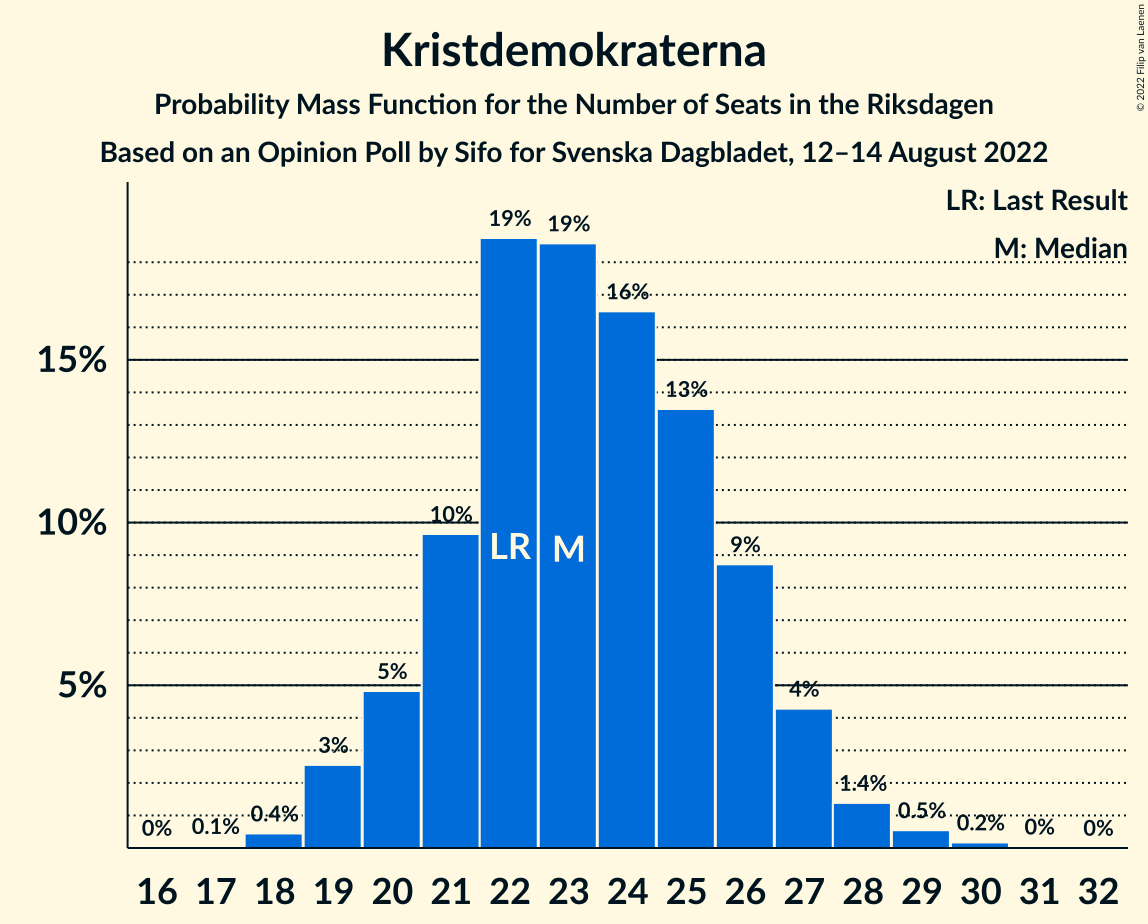 Kristdemokraterna
Probability Mass Function for the Number of Seats in the Riksdagen
Based on an Opinion Poll by Sifo for Svenska Dagbladet, 12–14 August 2022
© 2022 Filip van Laenen
LR: Last Result
M: Median
15%
10%
5%
0%
0.1%
0.4%
3%
5%
10%
19%
19%
16%
13%
9%
4%
1.4%
0.5%
0.2%
0%
0%
LR
M
16 17 18 19 20 21 22 23 24 25 26 27 28 29 30 31 32